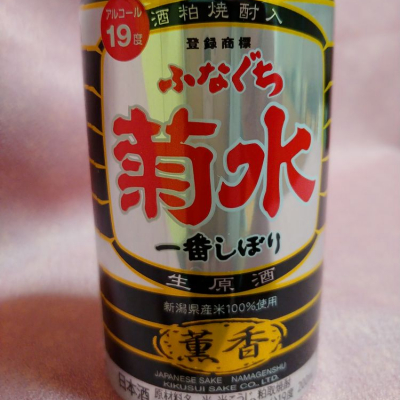 アルコール
19度
酒粕焼酎入
登録商標
ふなぐち
菊水
一番しぼり
生原酒
新潟県産米100%使用
薫香
JAPANESE SAKE NAMAGENSHU
KIKUSUI SAKE CO., LTD.
日本酒